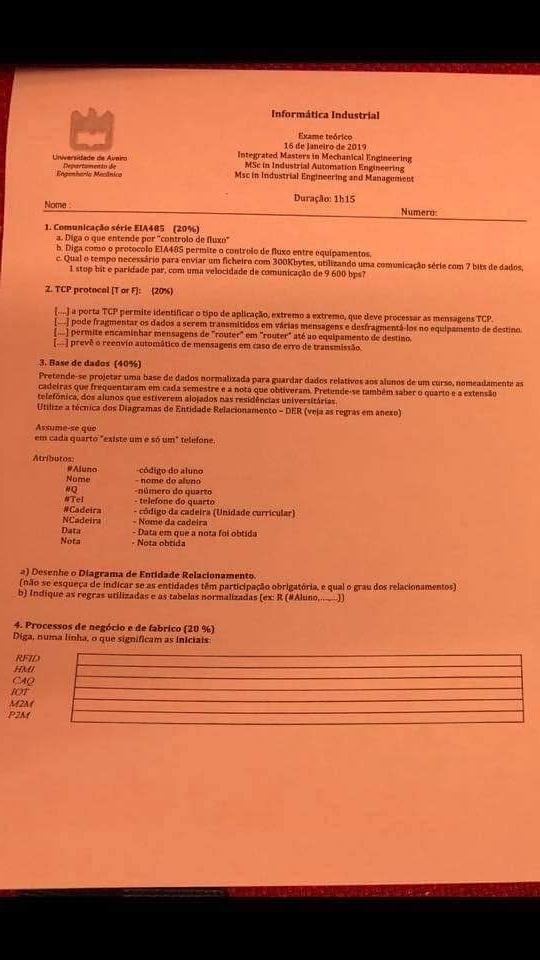 Informática Industrial
Exame teórico
16 de janeiro de 2019
Integrated Masters in Mechanical Engineering
MSc in Industrial Automation Engineering
Msc in Industrial Engineering and Management
Universidade de Aveiro
Departamento de
Engenharia Mecânica
Duração: 1h15
Nome :
Numero:
1. Comunicação série EIA485 (20%)
a. Diga o que entende por "controlo de fluxo"
b. Diga como o protocolo EIA485 permite o controlo de fluxo entre equipamentos.
c. Qual o tempo necessário para enviar um ficheiro com 300Kbytes, utilizando uma comunicação série com 7 bits de dados,
1 stop bit e paridade par, com uma velocidade de comunicação de 9 600 bps?
2. TCP protocol [T or F]: (20%)
[...] a porta TCP permite identificar o tipo de aplicação, extremo a extremo, que deve processar as mensagens TCP.
[...] pode fragmentar os dados a serem transmitidos em várias mensagens e desfragmentá-los no equipamento de destino.
[...] permite encaminhar mensagens de "router" em "router" até ao equipamento de destino.
[...] prevê o reenvio automático de mensagens em caso de erro de transmissão.
3. Base de dados (40%)
Pretende-se projetar uma base de dados normalizada para guardar dados relativos aos alunos de um curso, nomeadamente as
cadeiras que frequentaram em cada semestre e a nota que obtiveram. Pretende-se também saber o quarto e a extensão
telefónica, dos alunos que estiverem alojados nas residências universitárias.
Utilize a técnica dos Diagramas de Entidade Relacionamento – DER (veja as regras em anexo)
Assume-se que
em cada quarto "existe um e só um" telefone.
Atributos:
#Aluno -código do aluno
Nome - nome do aluno
#Q -número do quarto
#Tel - telefone do quarto
#Cadeira - código da cadeira (Unidade curricular)
NCadeira - Nome da cadeira
Data - Data em que a nota foi obtida
Nota - Nota obtida
a) Desenhe o Diagrama de Entidade Relacionamento.
(não se esqueça de indicar se as entidades têm participação obrigatória, e qual o grau dos relacionamentos)
b) Indique as regras utilizadas e as tabelas normalizadas (ex: R (#Aluno,...,...))
4. Processos de negócio e de fabrico (20 %)
Diga, numa linha, o que significam as iniciais:
RFID
HMI
CAQ
IOT
M2M
P2M